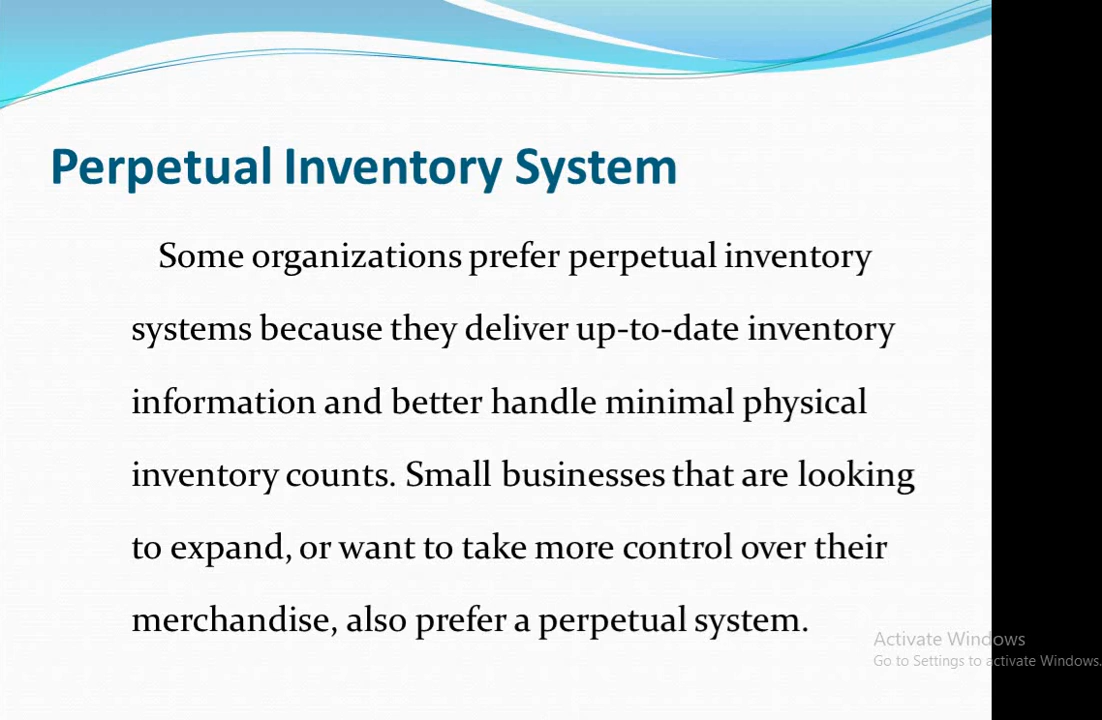 Perpetual Inventory System
Some organizations prefer perpetual inventory
systems because they deliver up-to-date inventory
information and better handle minimal physical
inventory counts. Small businesses that are looking
to expand, or want to take more control over their
merchandise, also prefer a perpetual system.
Activate Windows
Go to Settings to activate Windows.